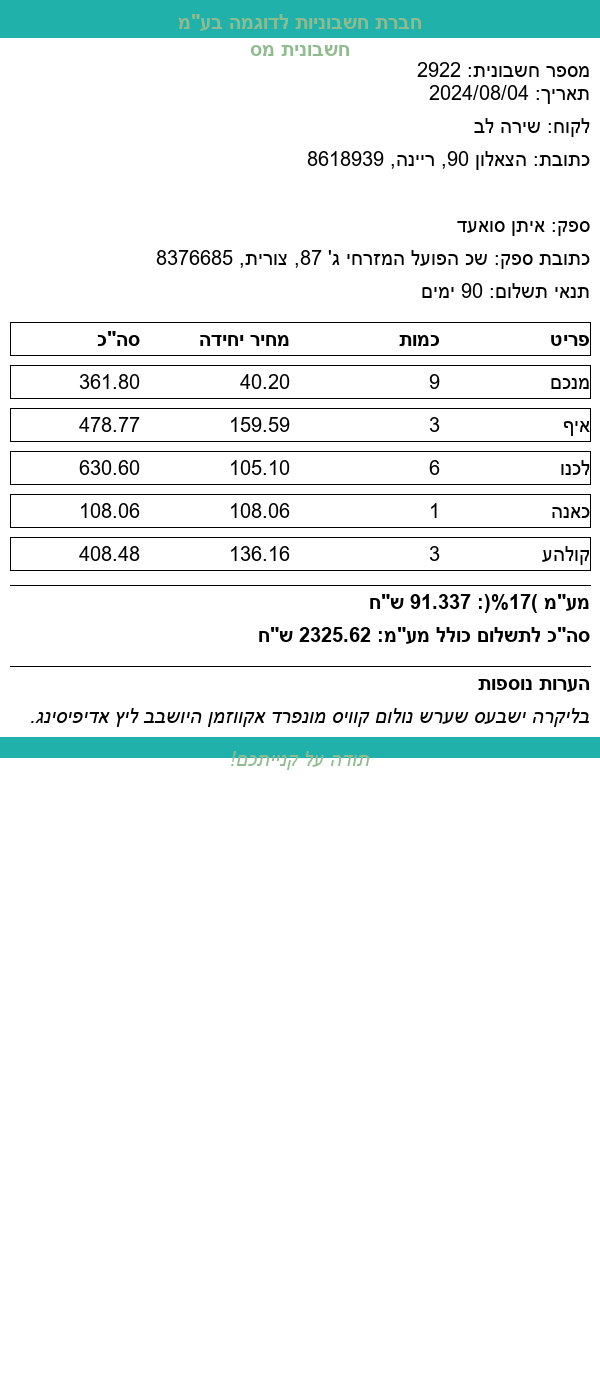 חברת חשבוניות לדוגמה בע"מ
חשבונית מס
מספר חשבונית: 2922
תאריך: 2024/08/04
לקוח: שירה לב
כתובת: הצאלון 90, ריינה, 8618939
ספק: איתן סואעד
כתובת ספק: שכ הפועל המזרחי ג' 87, צורית, 8376685
תנאי תשלום: 90 ימים
פריט כמות מחיר יחידה סה"כ
מנכם 9 40.20 361.80
איף 3 159.59 478.77
לכנו 6 105.10 630.60
כאנה 1 108.06 108.06
קולהע 3 136.16 408.48
מע"מ )17%(: 91.337 ש"ח
סה"כ לתשלום כולל מע"מ: 2325.62 ש"ח
הערות נוספות
בליקרה ישבעס שערש נולום קוויס מונפרד אקווזמן היושבב ליץ אדיפיסינג.
תודה על קנייתכם!